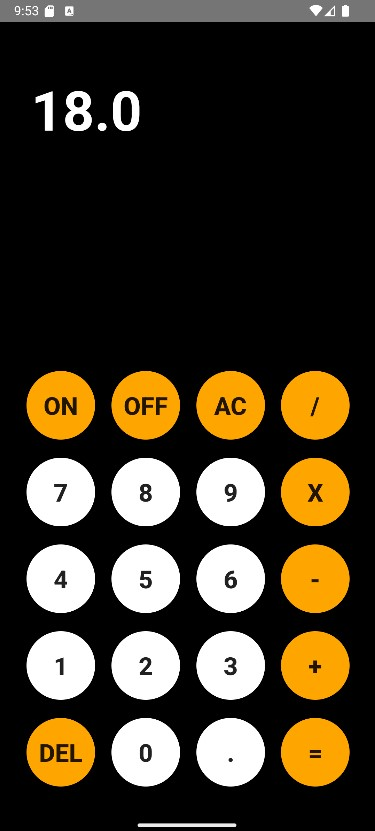 9:53
18.0
ON OFF AC /
7 8 9 X
4 5 6 -
1 2 3 +
DEL 0 . =